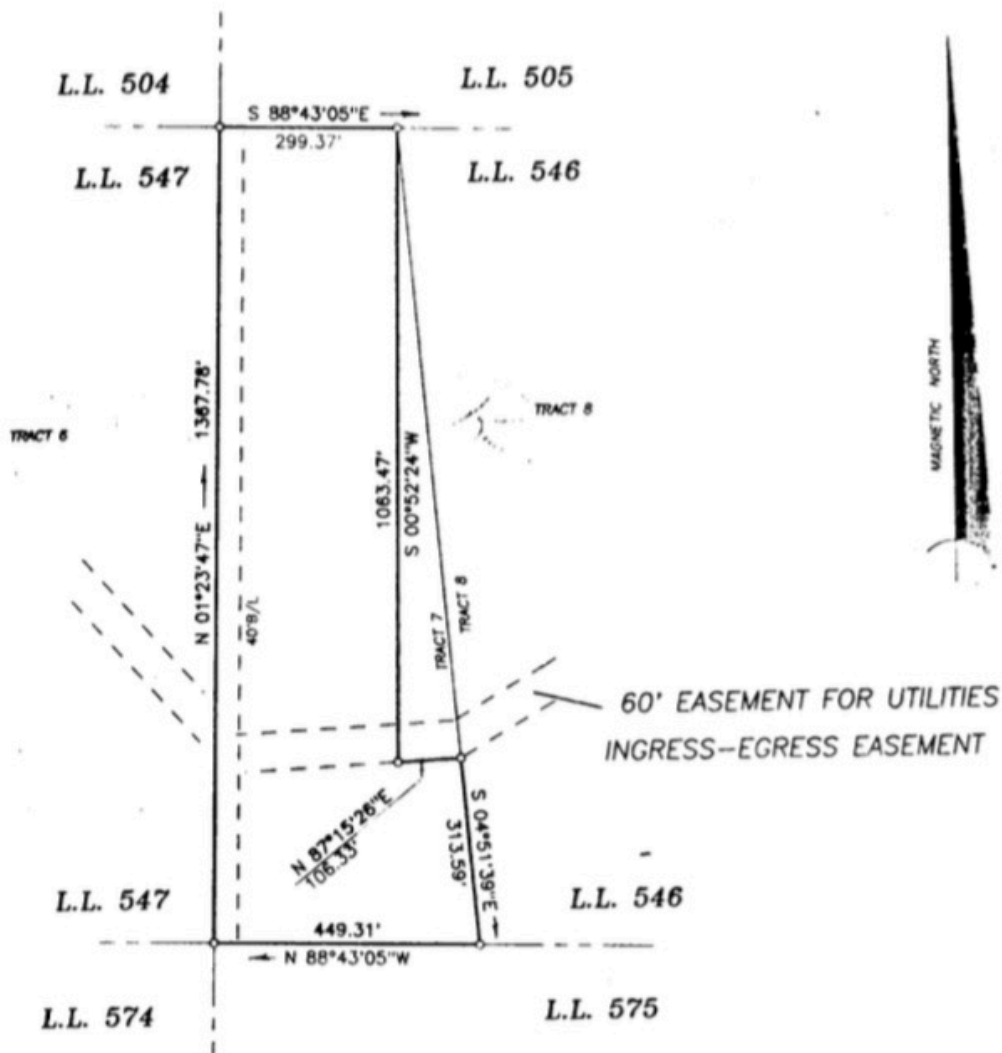 L.L. 504
L.L. 505
S 88°43'05"E
299.37'
L.L. 547
L.L. 546
N 01°23'47"E
1367.78'
1063.47'
S 00°52'24"W
40'B/L
TRACT 6
TRACT 8
TRACT 7
TRACT 8
MAGNETIC NORTH
60' EASEMENT FOR UTILITIES
INGRESS-EGRESS EASEMENT
N 87°15'26"E
106.33'
S 04°51'39"E
313.59'
L.L. 547
L.L. 546
449.31'
N 88°43'05"W
L.L. 574
L.L. 575